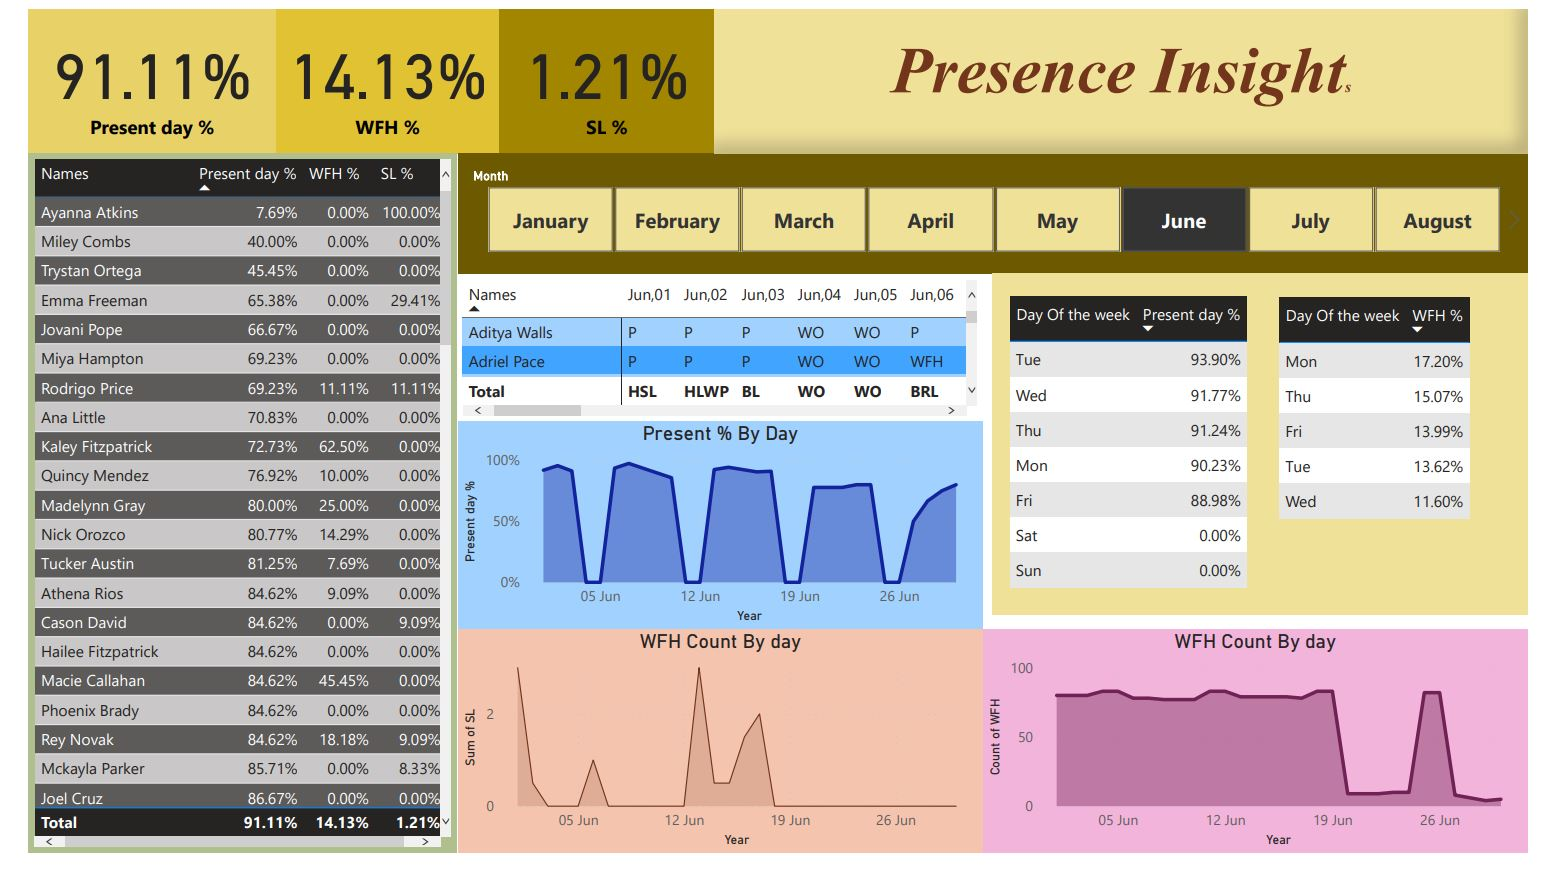 91.11%
Present day %
14.13%
WFH %
1.21%
SL %
Presence Insights
Names Present day % WFH % SL %
Ayanna Atkins 7.69% 0.00% 100.00%
Miley Combs 40.00% 0.00% 0.00%
Trystan Ortega 45.45% 0.00% 0.00%
Emma Freeman 65.38% 0.00% 29.41%
Jovani Pope 66.67% 0.00% 0.00%
Miya Hampton 69.23% 0.00% 0.00%
Rodrigo Price 69.23% 11.11% 11.11%
Ana Little 70.83% 0.00% 0.00%
Kaley Fitzpatrick 72.73% 62.50% 0.00%
Quincy Mendez 76.92% 10.00% 0.00%
Madelynn Gray 80.00% 25.00% 0.00%
Nick Orozco 80.77% 14.29% 0.00%
Tucker Austin 81.25% 7.69% 0.00%
Athena Rios 84.62% 9.09% 0.00%
Cason David 84.62% 0.00% 9.09%
Hailee Fitzpatrick 84.62% 0.00% 0.00%
Macie Callahan 84.62% 45.45% 0.00%
Phoenix Brady 84.62% 0.00% 0.00%
Rey Novak 84.62% 18.18% 9.09%
Mckayla Parker 85.71% 0.00% 8.33%
Joel Cruz 86.67% 0.00% 0.00%
Total 91.11% 14.13% 1.21%
Month
January February March April May June July August
Names Jun,01 Jun,02 Jun,03 Jun,04 Jun,05 Jun,06
Aditya Walls P P P WO WO P
Adriel Pace P P P WO WO WFH
Total HSL HLWP BL WO WO BRL
Day Of the week Present day %
Tue 93.90%
Wed 91.77%
Thu 91.24%
Mon 90.23%
Fri 88.98%
Sat 0.00%
Sun 0.00%
Day Of the week WFH %
Mon 17.20%
Thu 15.07%
Fri 13.99%
Tue 13.62%
Wed 11.60%
Present % By Day
Present day %
100%
50%
0%
05 Jun 12 Jun 19 Jun 26 Jun
Year
WFH Count By day
Sum of SL
2
0
05 Jun 12 Jun 19 Jun 26 Jun
Year
WFH Count By day
Count of WFH
100
50
0
05 Jun 12 Jun 19 Jun 26 Jun
Year